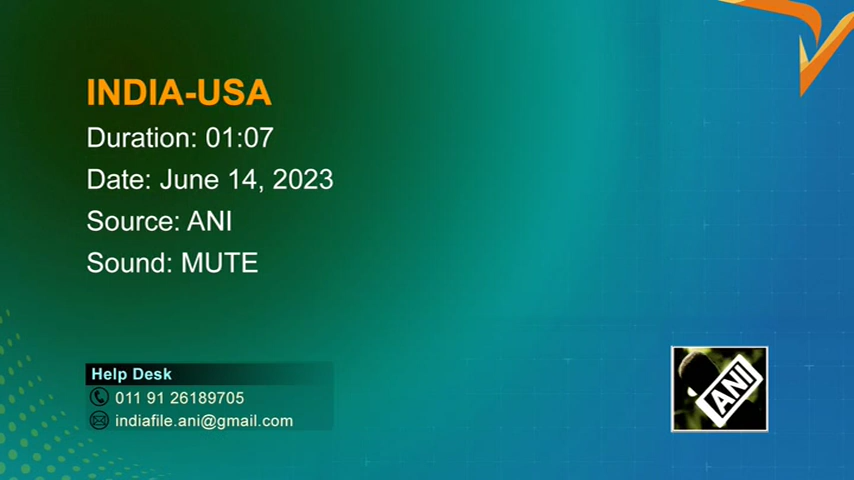 INDIA-USA
Duration: 01:07
Date: June 14, 2023
Source: ANI
Sound: MUTE
Help Desk
011 91 26189705
indiafile.ani@gmail.com
ANI